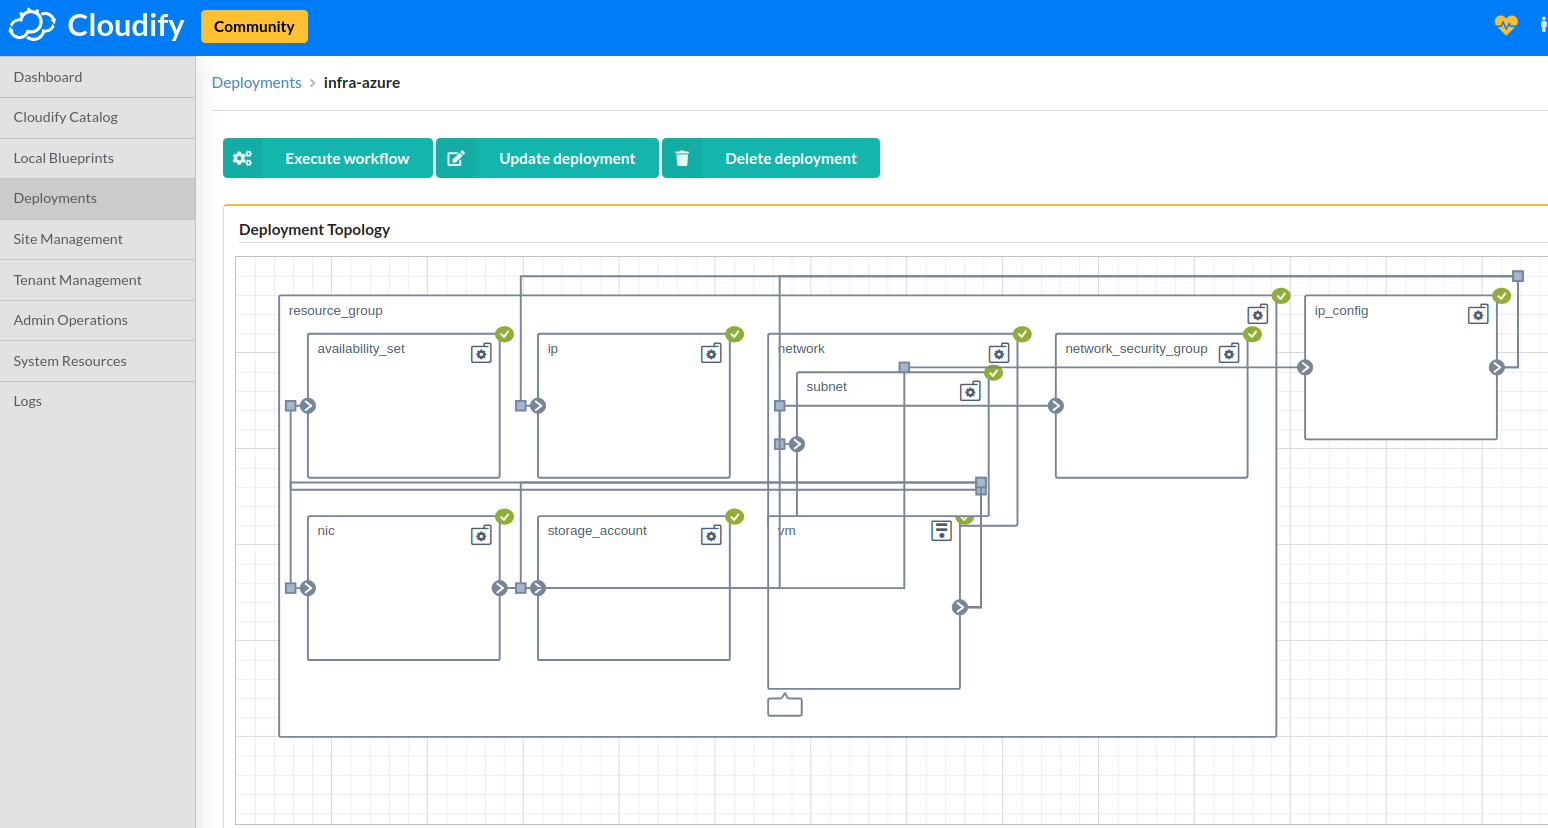 Cloudify Community
Dashboard
Cloudify Catalog
Local Blueprints
Deployments
Site Management
Tenant Management
Admin Operations
System Resources
Logs
Deployments > infra-azure
Execute workflow
Update deployment
Delete deployment
Deployment Topology
resource_group
ip_config
availability_set
ip
network
network_security_group
subnet
nic
storage_account
vm